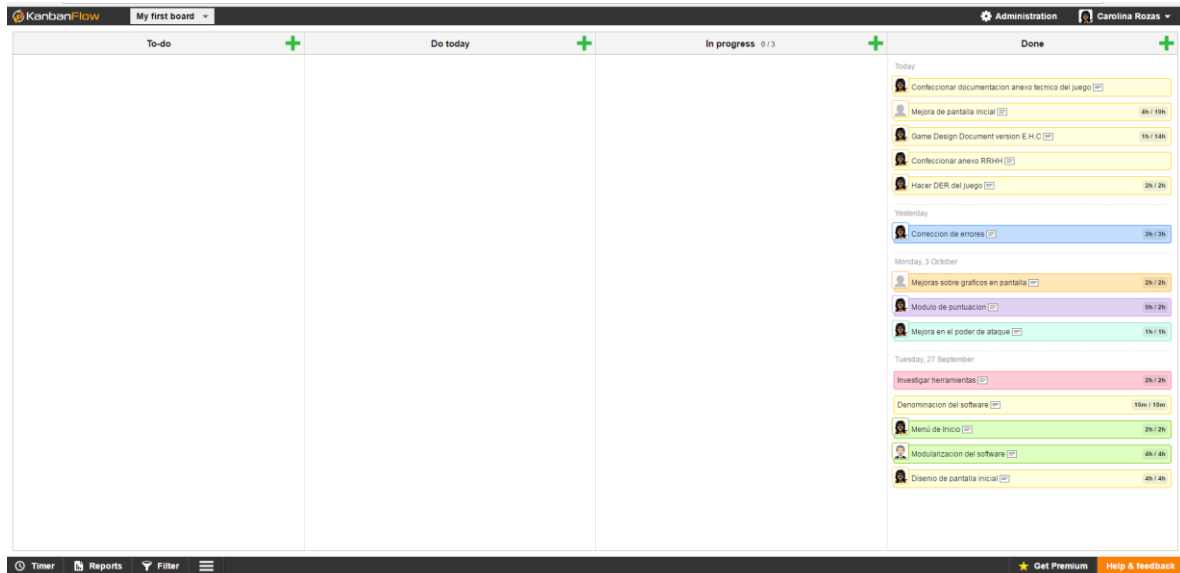 KanbanFlow My first board Administration Carolina Rozas
To-do Do today In progress 0 / 3 Done
Today
Confeccionar documentacion anexo tecnico del juego
Mejora de pantalla inicial 4h / 10h
Game Design Document version E.H.C 1h / 14h
Confeccionar anexo RRHH
Hacer DER del juego 2h / 2h
Yesterday
Correccion de errores 3h / 3h
Monday, 3 October
Mejoras sobre graficos en pantalla 2h / 2h
Modulo de puntuacion 0h / 2h
Mejora en el poder de ataque 1h / 1h
Tuesday, 27 September
Investigar herramientas 2h / 2h
Denominacion del software 10m / 10m
Menú de Inicio 2h / 2h
Modularizacion del software 4h / 4h
Disenio de pantalla inicial 4h / 4h
Timer Reports Filter Get Premium Help & feedback